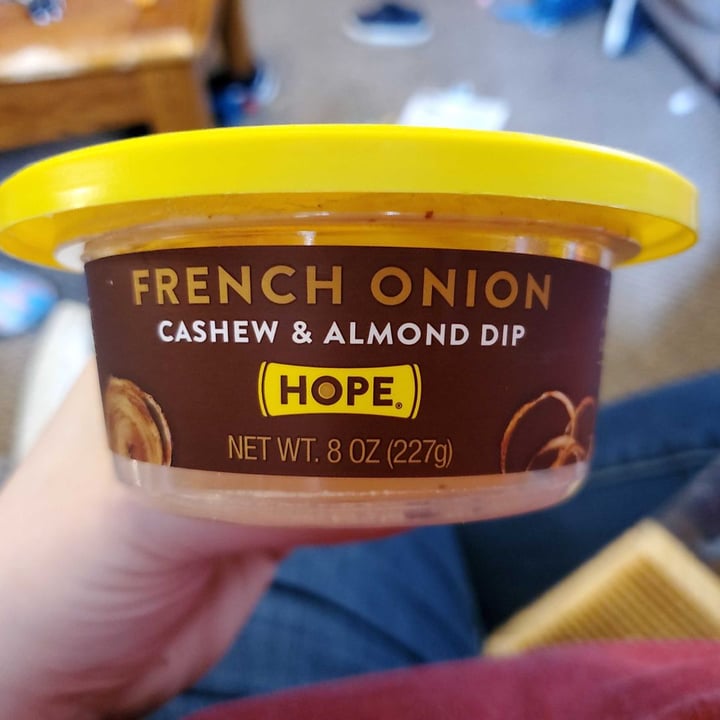 FRENCH ONION
CASHEW & ALMOND DIP
HOPE®
NET WT. 8 OZ (227g)